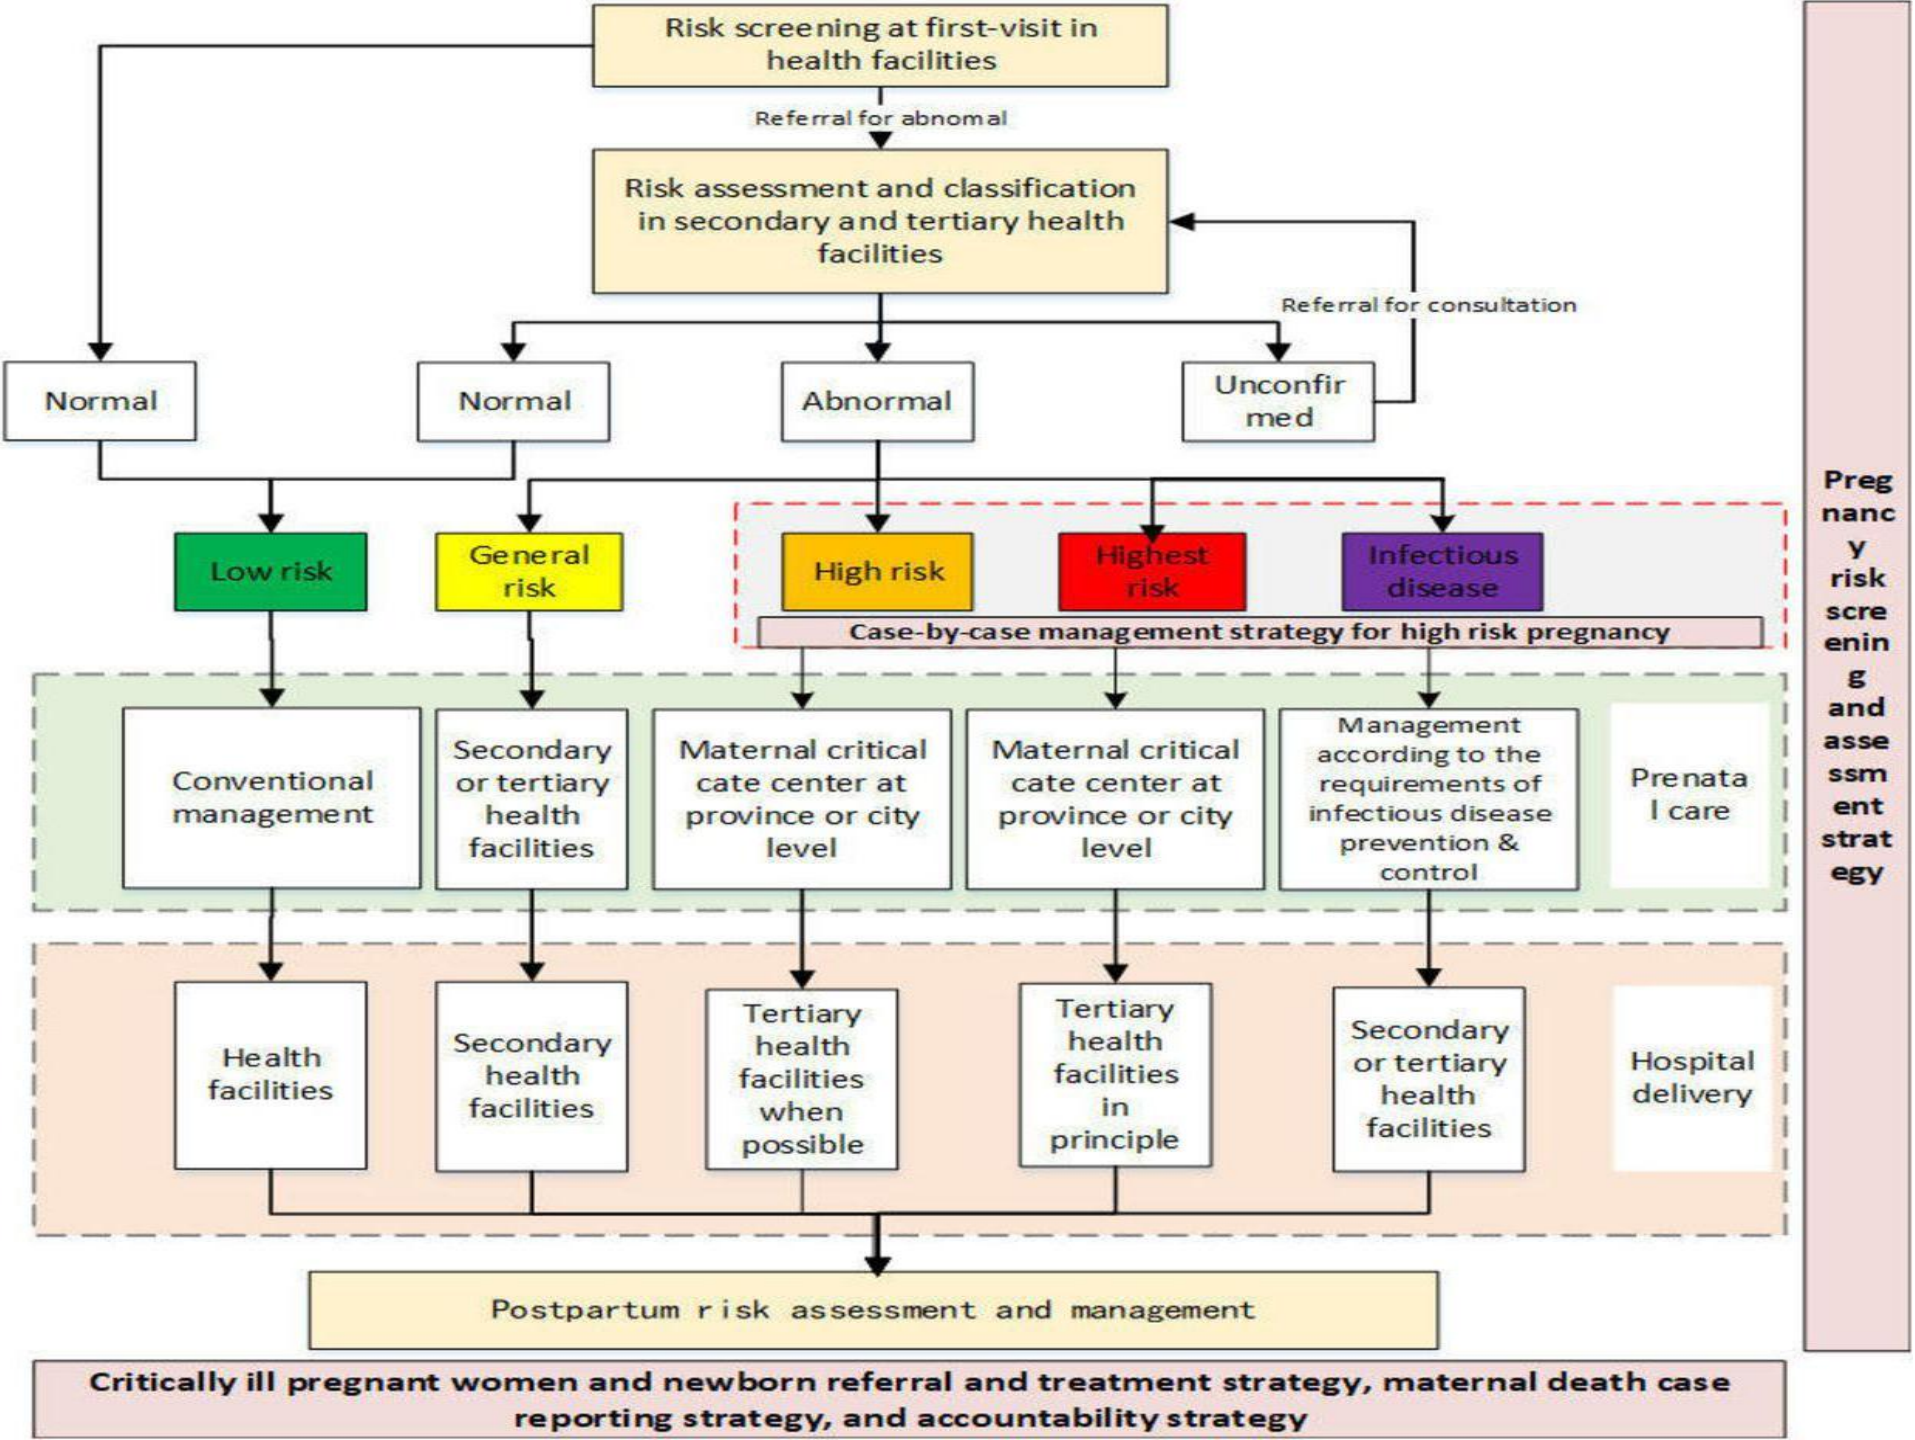 Risk screening at first-visit in
health facilities
Referral for abnomal
Risk assessment and classification
in secondary and tertiary health
facilities
Referral for consultation
Normal
Normal
Abnormal
Unconfir
med
Low risk
General
risk
High risk
Highest
risk
Infectious
disease
Case-by-case management strategy for high risk pregnancy
Conventional
management
Secondary
or tertiary
health
facilities
Maternal critical
cate center at
province or city
level
Maternal critical
cate center at
province or city
level
Management
according to the
requirements of
infectious disease
prevention &
control
Prenata
l care
Health
facilities
Secondary
health
facilities
Tertiary
health
facilities
when
possible
Tertiary
health
facilities
in
principle
Secondary
or tertiary
health
facilities
Hospital
delivery
Postpartum risk assessment and management
Critically ill pregnant women and newborn referral and treatment strategy, maternal death case
reporting strategy, and accountability strategy
Preg
nanc
y
risk
scre
enin
g
and
asse
ssm
ent
strat
egy